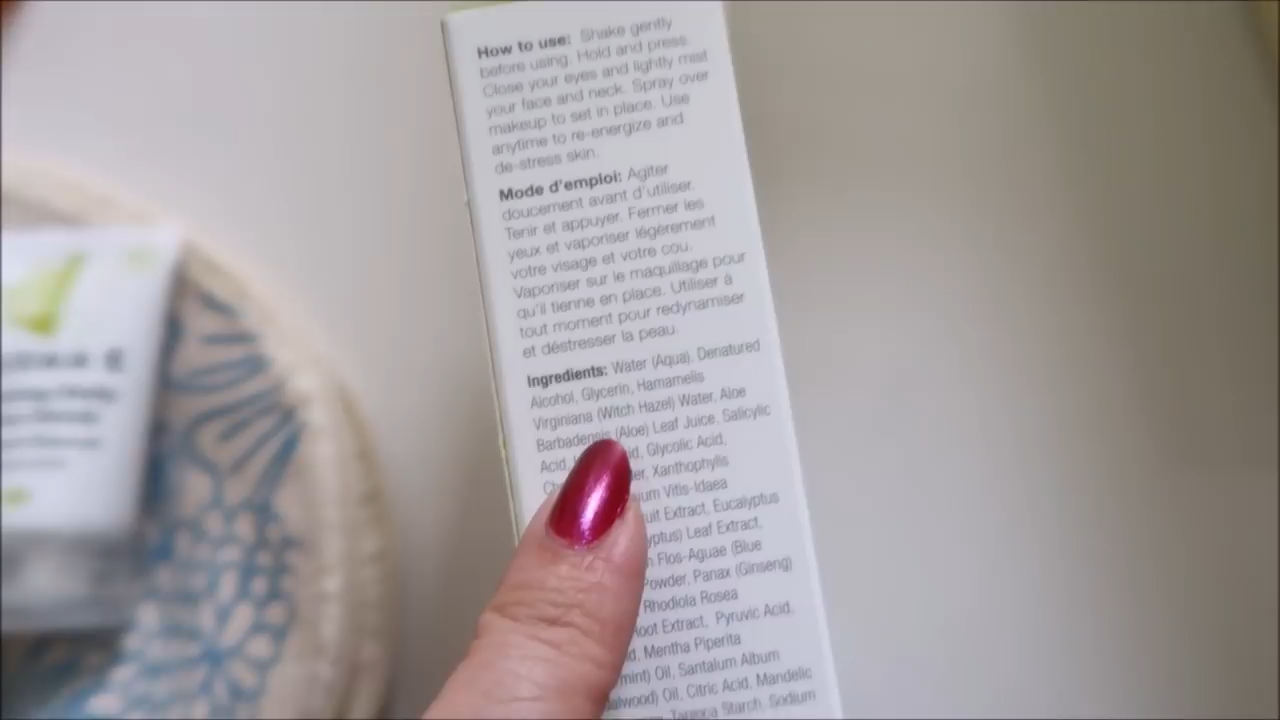 How to use: Shake gently
before using. Hold and press.
Close your eyes and lightly mist
your face and neck. Spray over
makeup to set in place. Use
anytime to re-energize and
de-stress skin.
Mode d'emploi: Agiter
doucement avant d'utiliser.
Tenir et appuyer. Fermer les
yeux et vaporiser légèrement
votre visage et votre cou.
Vaporiser sur le maquillage pour
qu'il tienne en place. Utiliser à
tout moment pour redynamiser
et déstresser la peau.
Ingredients: Water (Aqua), Denatured
Alcohol, Glycerin, Hamamelis
Virginiana (Witch Hazel) Water, Aloe
Barbadensis (Aloe) Leaf Juice, Salicylic
Acid, Glycolic Acid,
Xanthophylls
Vitis-Idaea
Extract, Eucalyptus
Leaf Extract,
Flos-Aquae (Blue
Powder, Panax (Ginseng)
Rhodiola Rosea
Root Extract, Pyruvic Acid,
Mentha Piperita
Oil, Santalum Album
Oil, Citric Acid, Mandelic
Tapioca Starch, Sodium